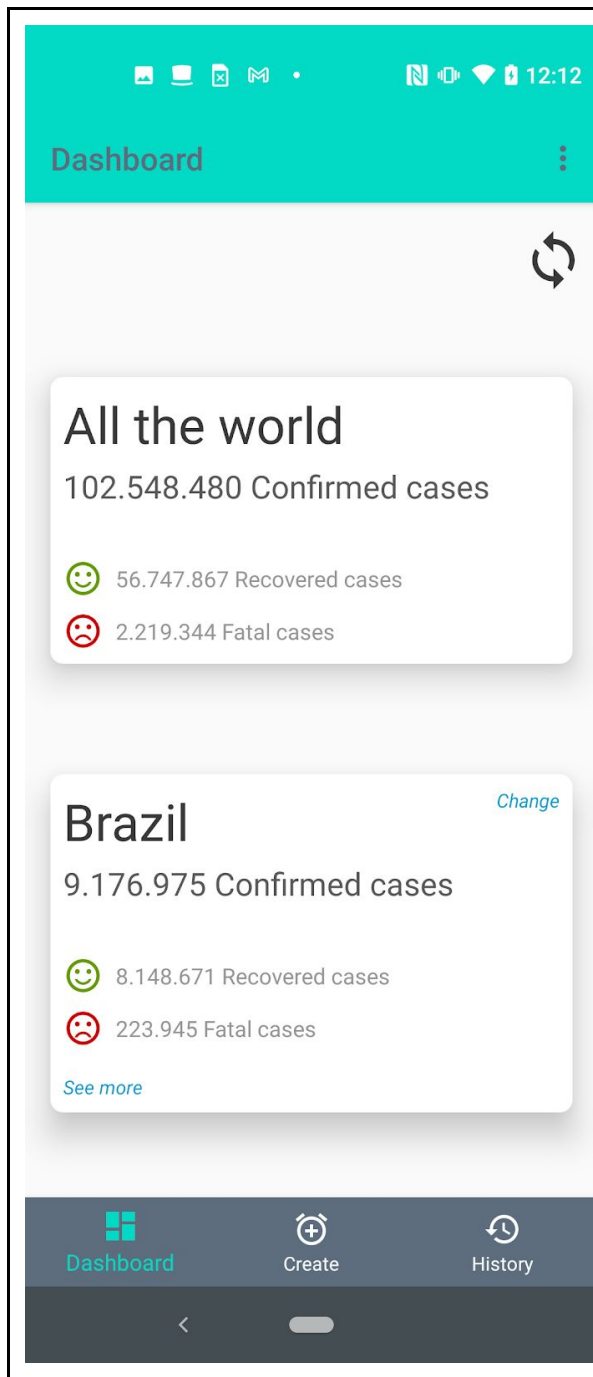 12:12
Dashboard
All the world
102.548.480 Confirmed cases
56.747.867 Recovered cases
2.219.344 Fatal cases
Change
Brazil
9.176.975 Confirmed cases
8.148.671 Recovered cases
223.945 Fatal cases
See more
Dashboard
Create
History